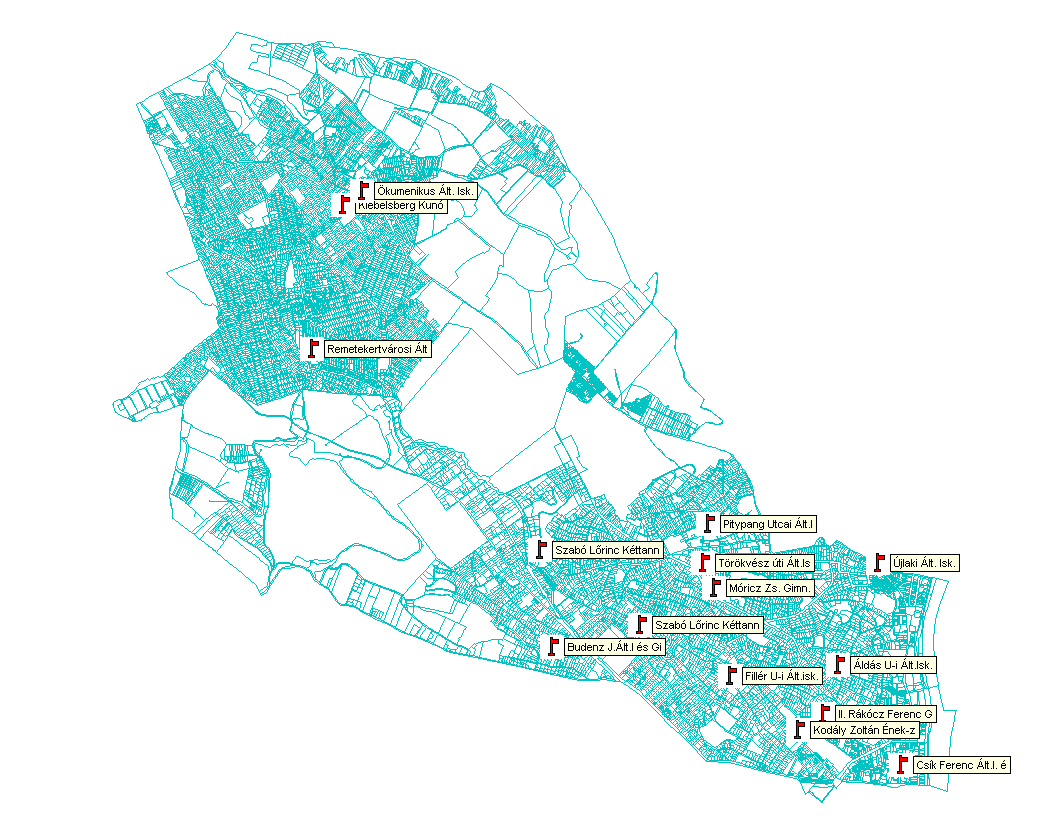 Ökumenikus Ált. Isk.
Klebelsberg Kunó
Remetekertvárosi Ált
Pitypang Utcai Ált.I
Szabó Lőrinc Kéttann
Törökvész úti Ált.Is
Újlaki Ált. Isk.
Móricz Zs. Gimn.
Szabó Lőrinc Kéttann
Budenz J.Ált.I és Gi
Áldás U-i Ált.Isk.
Fillér U-i Ált.isk.
II. Rákócz Ferenc G
Kodály Zoltán Ének-z
Csík Ferenc Ált.I. é